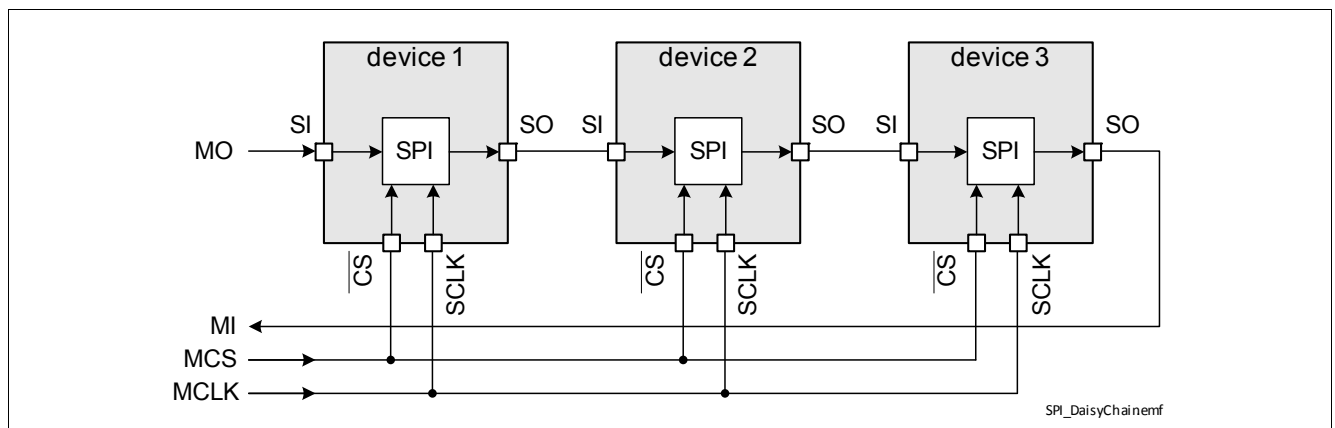 device 1
device 2
device 3
SI
SO
SI
SO
SI
SO
MO
SPI
SPI
SPI
CS
SCLK
CS
SCLK
CS
SCLK
MI
MCS
MCLK
SPI_DaisyChainemf